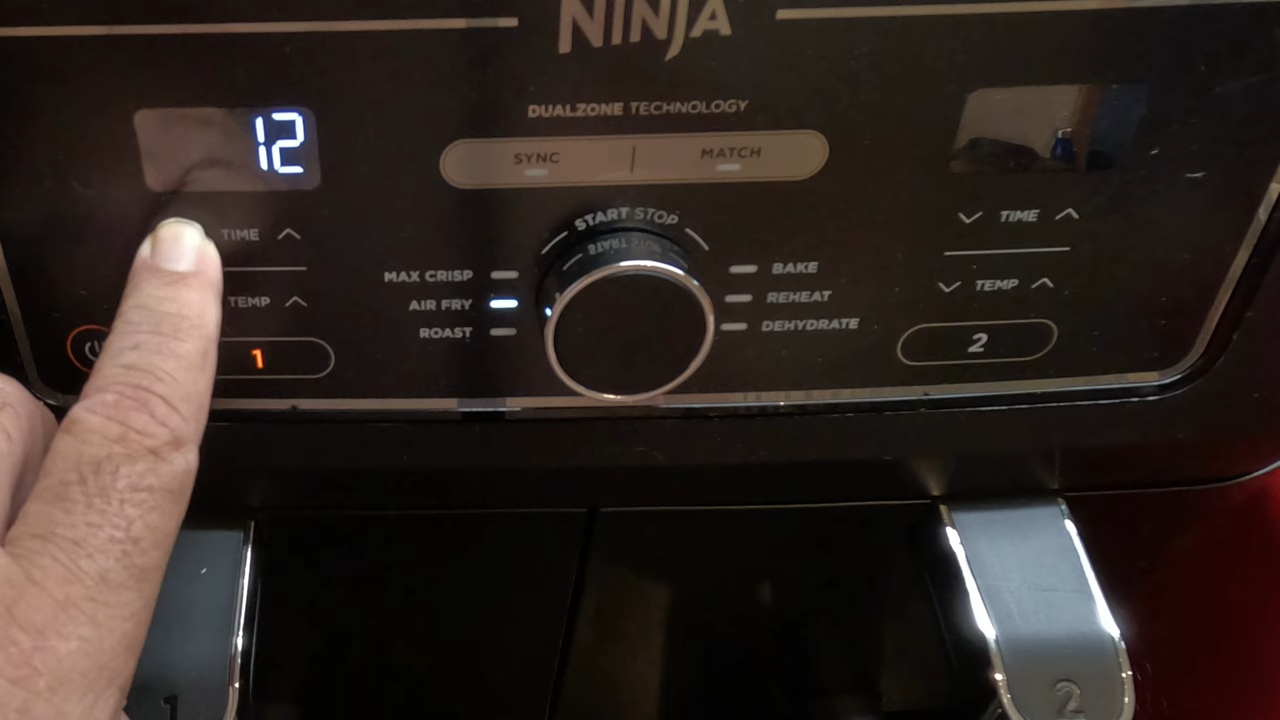 NINJA
DUALZONE TECHNOLOGY
12
SYNC MATCH
START STOP
TIME
TEMP
1
MAX CRISP
AIR FRY
ROAST
BAKE
REHEAT
DEHYDRATE
TIME
TEMP
2
1
2